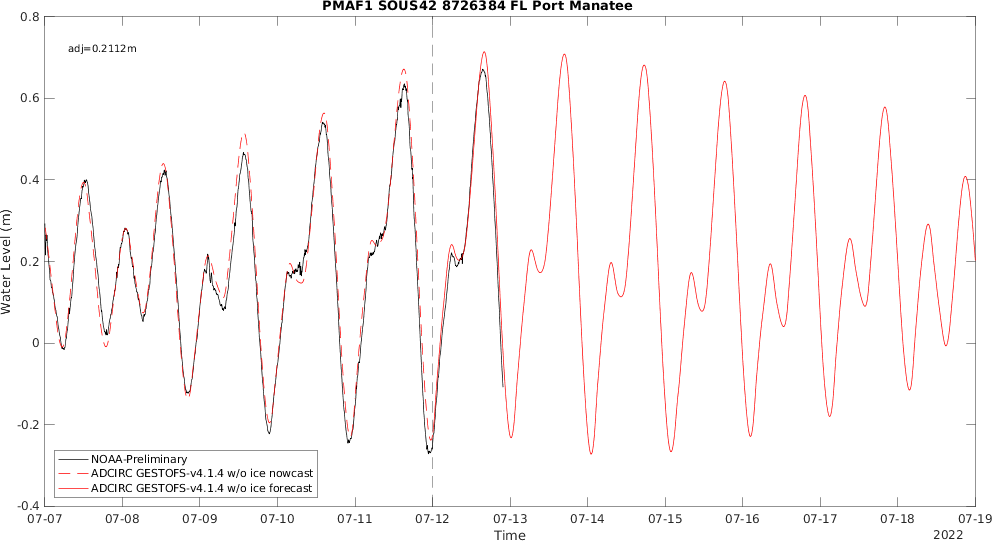 PMAF1 SOUS42 8726384 FL Port Manatee
adj=0.2112m
0.8
0.6
0.4
0.2
0
-0.2
-0.4
Water Level (m)
NOAA-Preliminary
ADCIRC GESTOFS-v4.1.4 w/o ice nowcast
ADCIRC GESTOFS-v4.1.4 w/o ice forecast
07-07 07-08 07-09 07-10 07-11 07-12 07-13 07-14 07-15 07-16 07-17 07-18 07-19
Time
2022